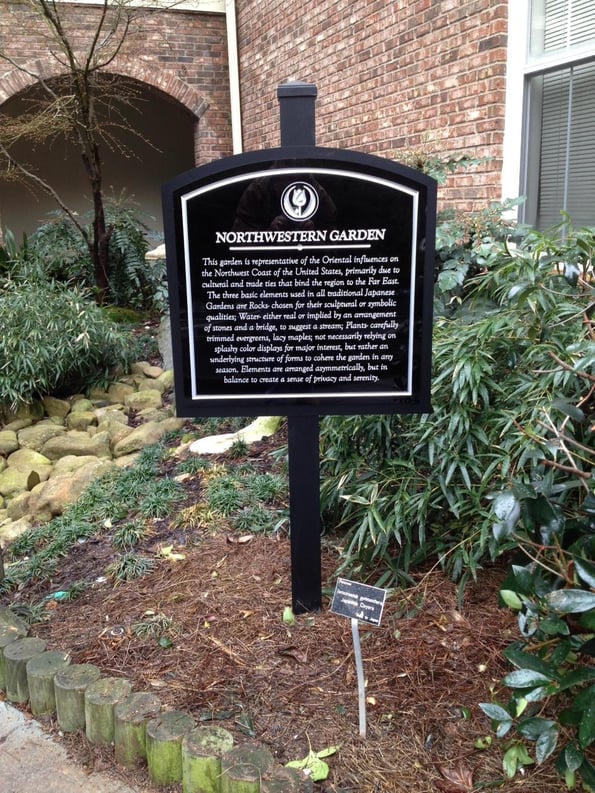 NORTHWESTERN GARDEN
This garden is representative of the Oriental influences on
the Northwest Coast of the United States, primarily due to
cultural and trade ties that bind the region to the Far East.
The three basic elements used in all traditional Japanese
Gardens are Rocks- chosen for their sculptural or symbolic
qualities; Water- either real or implied by an arrangement
of stones and a bridge, to suggest a stream; Plants- carefully
trimmed evergreens, lacy maples; not necessarily relying on
splashy color displays for major interest, but rather an
underlying structure of forms to cohere the garden in any
season. Elements are arranged asymmetrically, but in
balance to create a sense of privacy and serenity.
Japanese